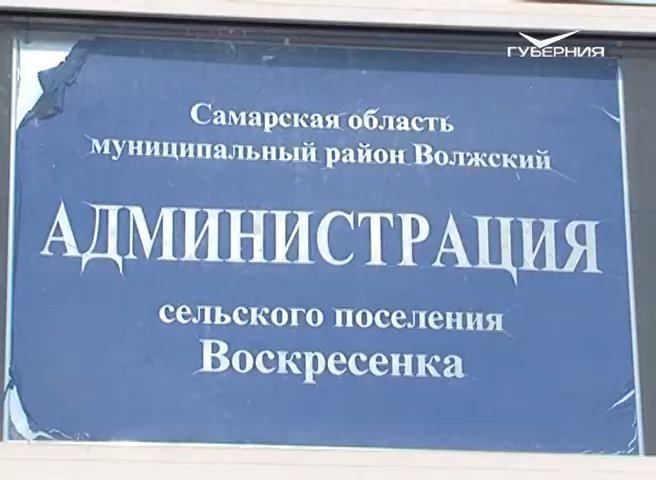 ГУБЕРНИЯ
Самарская область
муниципальный район Волжский
АДМИНИСТРАЦИЯ
сельского поселения
Воскресенка